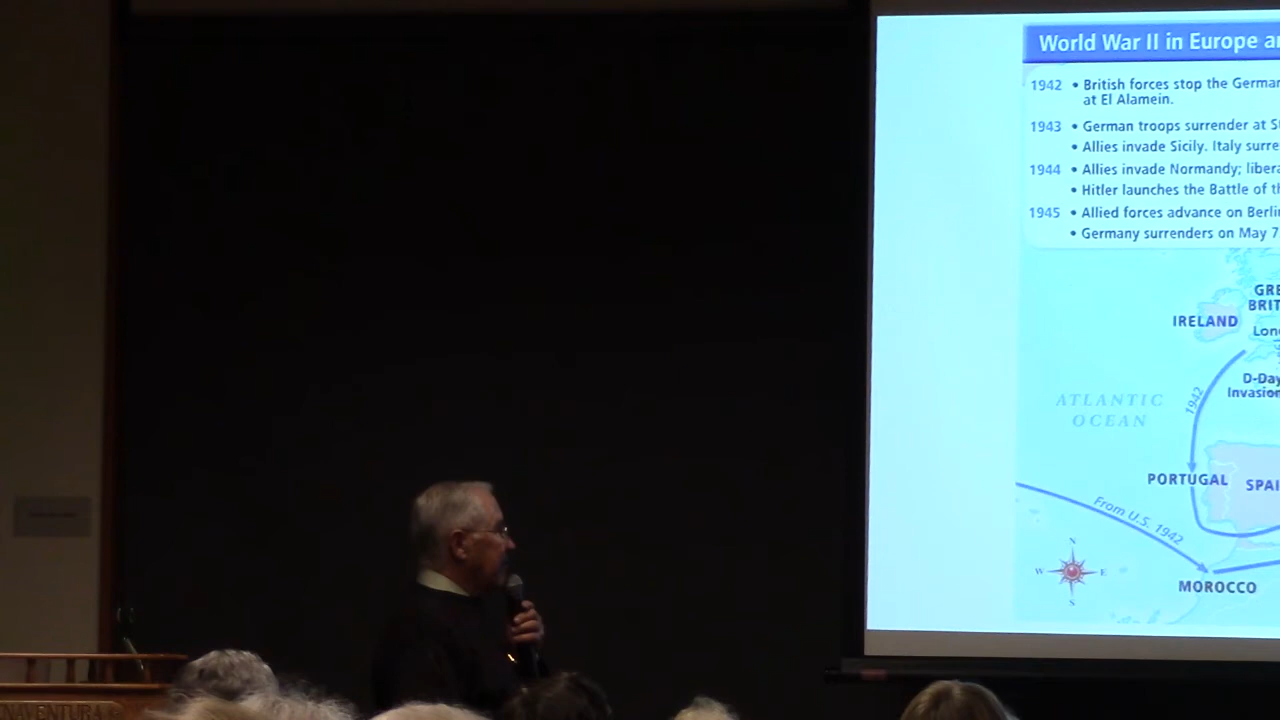 World War II in Europe a
1942 • British forces stop the Germa
at El Alamein.
1943 • German troops surrender at S
• Allies invade Sicily. Italy surre
1944 • Allies invade Normandy; libera
• Hitler launches the Battle of t
1945 • Allied forces advance on Berli
• Germany surrenders on May 7
GRE
BRIT
IRELAND
Lon
D-Day
Invasion
1942
ATLANTIC
OCEAN
PORTUGAL
SPAI
From U.S. 1942
N
W
E
S
MOROCCO
NAVENTURA